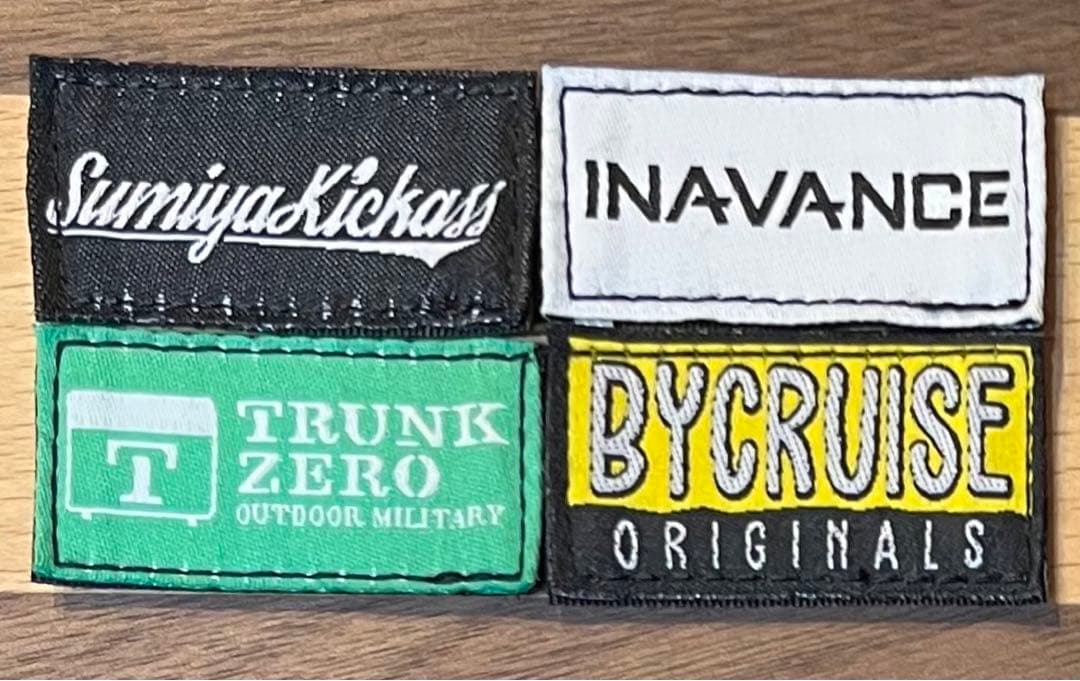 SumiyaKickass
INAVANCE
T
TRUNK
ZERO
OUTDOOR MILITARY
BYCRUISE
ORIGINALS